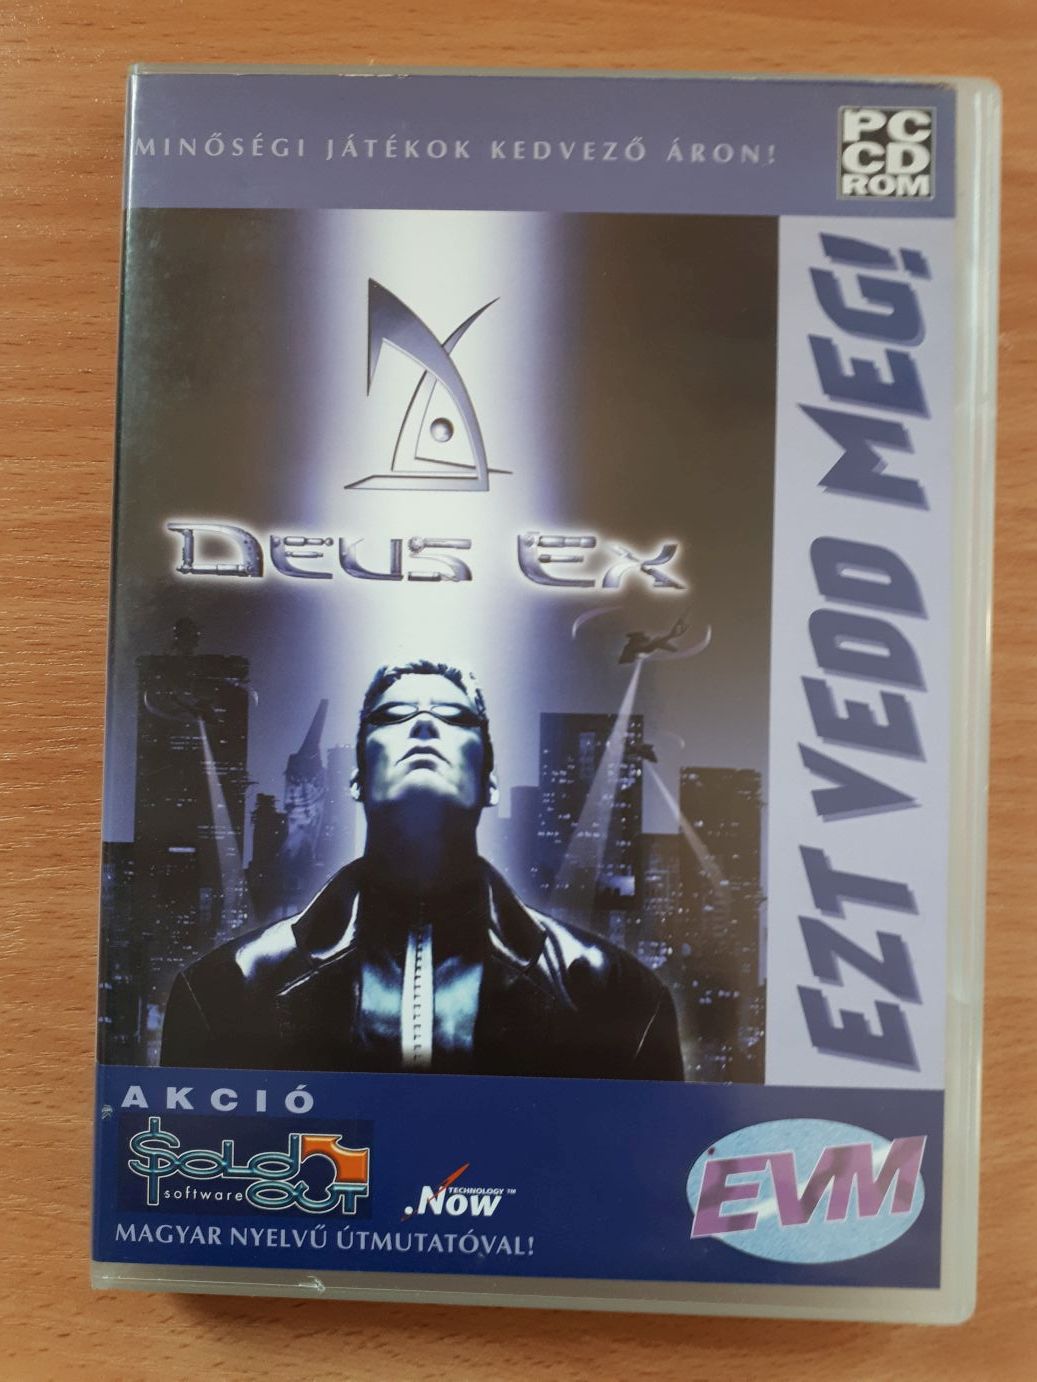 MINŐSÉGI JÁTÉKOK KEDVEZŐ ÁRON!
PC
CD
ROM
EZT VEDD MEG!
DEUS EX
AKCIÓ
SOLD
software OUT
TECHNOLOGY ™
.Now
MAGYAR NYELVŰ ÚTMUTATÓVAL!
EVM